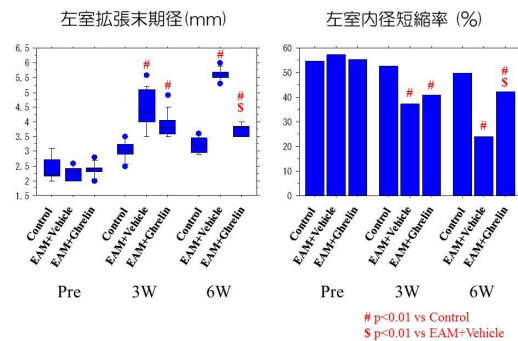 左室拡張末期径(mm)
6.5
6
5.5
5
4.5
4
3.5
3
2.5
2
1.5
#
#
#
#
$
Control
EAM+Vehicle
EAM+Ghrelin
Control
EAM+Vehicle
EAM+Ghrelin
Control
EAM+Vehicle
EAM+Ghrelin
Pre
3W
6W
左室内径短縮率 (%)
60
50
40
30
20
10
0
#
#
#
#
$
Control
EAM+Vehicle
EAM+Ghrelin
Control
EAM+Vehicle
EAM+Ghrelin
Control
EAM+Vehicle
EAM+Ghrelin
Pre
3W
6W
# p<0.01 vs Control
$ p<0.01 vs EAM+Vehicle